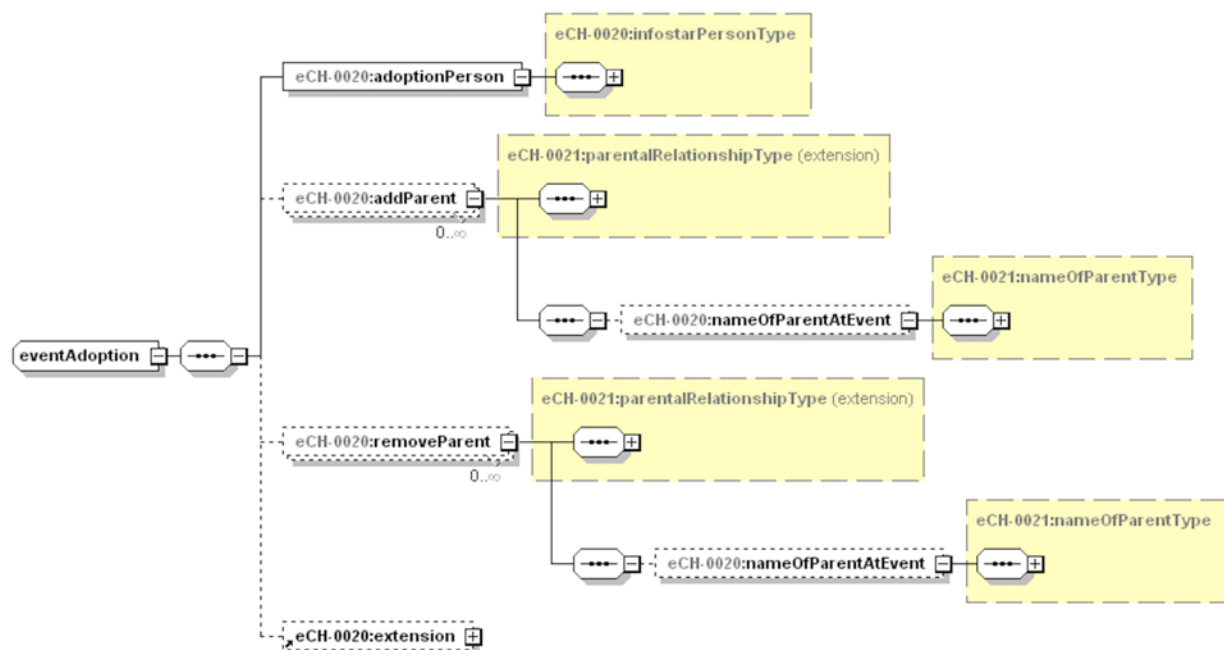 eCH-0020:infostarPersonType
eCH-0020:adoptionPerson
eCH-0021:parentalRelationshipType (extension)
eCH-0020:addParent
0..∞
eCH-0021:nameOfParentType
eCH-0020:nameOfParentAtEvent
eventAdoption
eCH-0021:parentalRelationshipType (extension)
eCH-0020:removeParent
0..∞
eCH-0021:nameOfParentType
eCH-0020:nameOfParentAtEvent
eCH-0020:extension